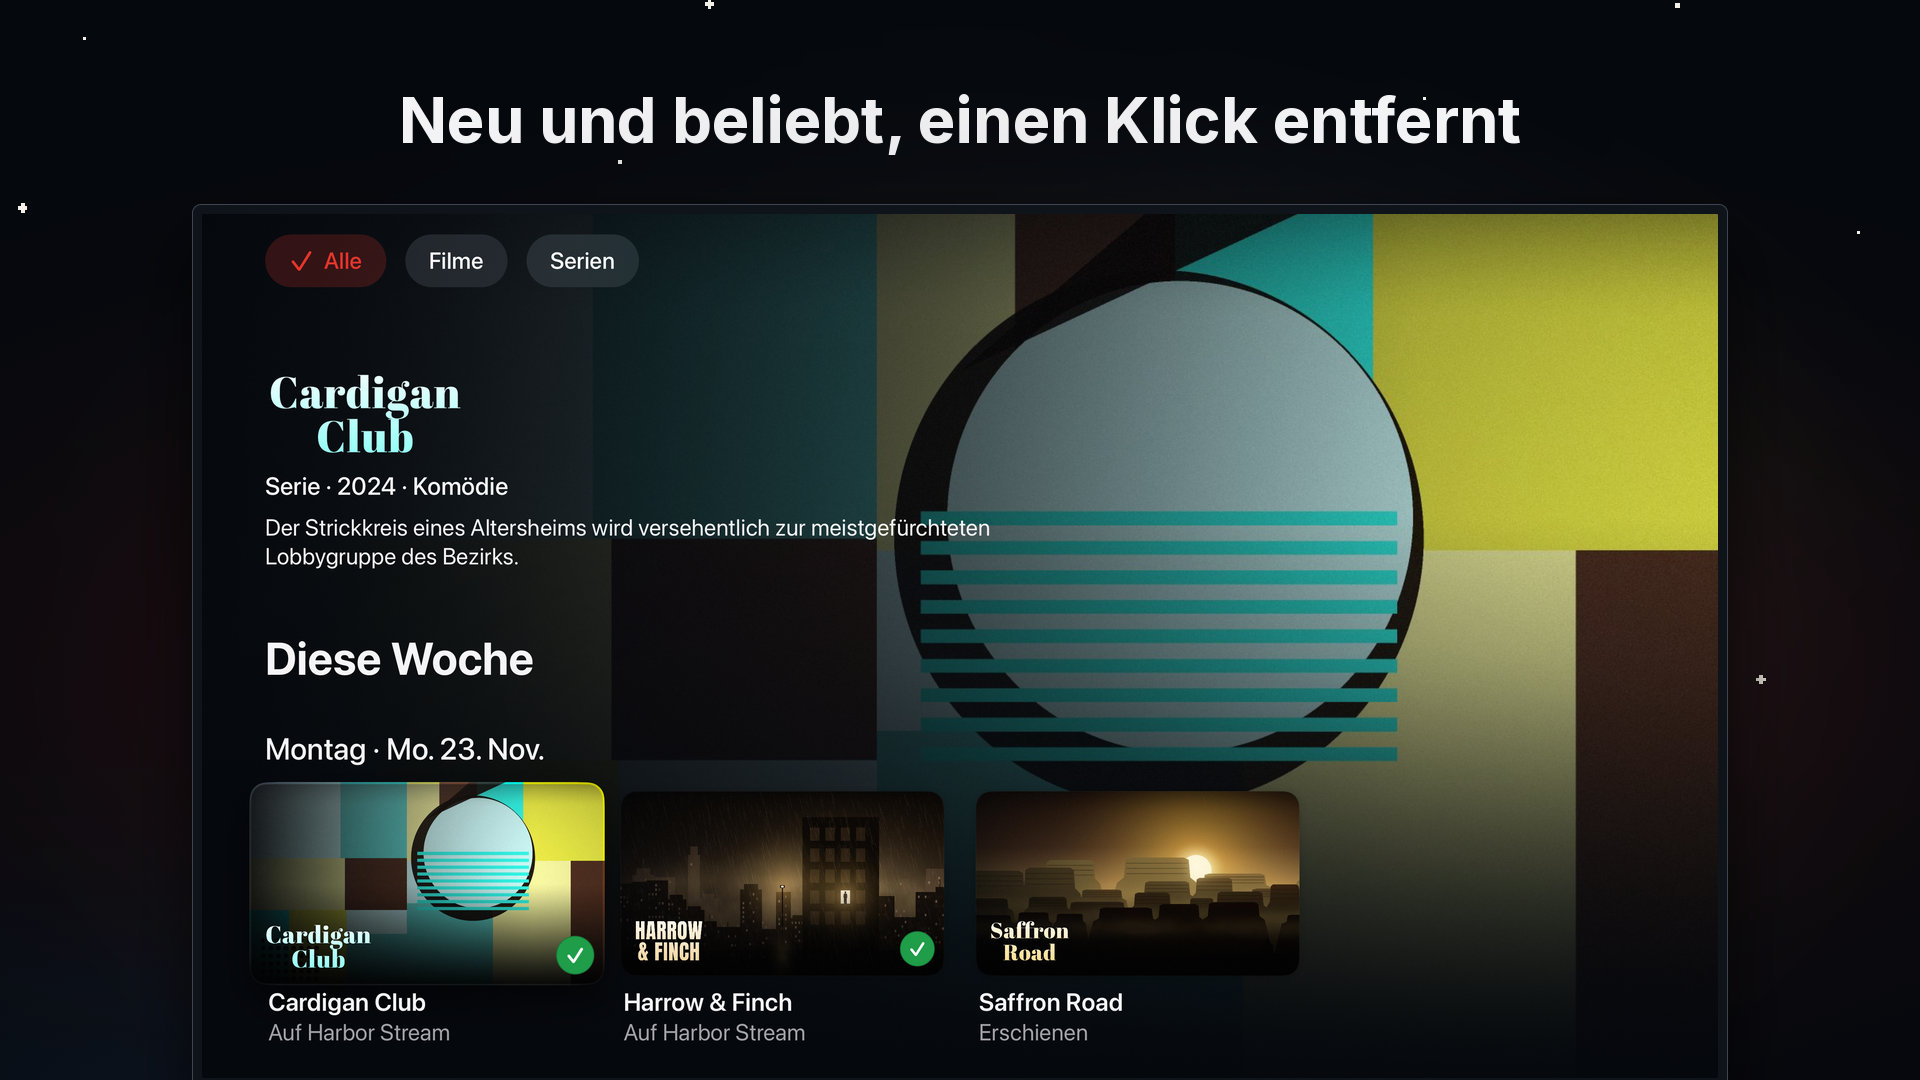 Neu und beliebt, einen Klick entfernt
Alle
Filme
Serien
Cardigan
Club
Serie · 2024 · Komödie
Der Strickkreis eines Altersheims wird versehentlich zur meistgefürchteten
Lobbygruppe des Bezirks.
Diese Woche
Montag · Mo. 23. Nov.
Cardigan
Club
HARROW
& FINCH
Saffron
Road
Cardigan Club
Auf Harbor Stream
Harrow & Finch
Auf Harbor Stream
Saffron Road
Erschienen